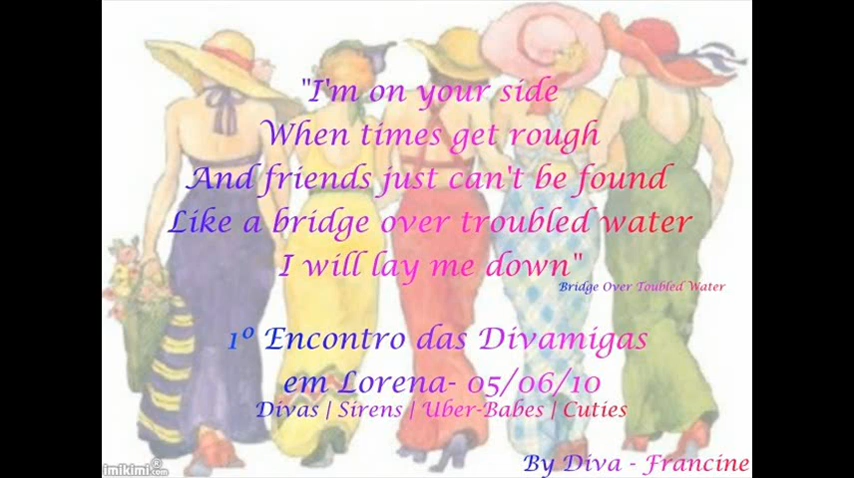 "I'm on your side
When times get rough
And friends just can't be found
Like a bridge over troubled water
I will lay me down"
Bridge Over Toubled Water
1º Encontro das Divamigas
em Lorena- 05/06/10
Divas | Sirens | Uber-Babes | Cuties
By Diva - Francine
imikimi®.com